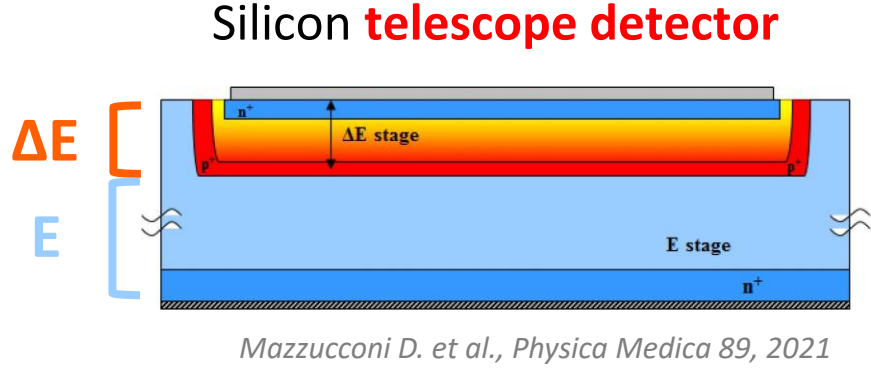 Silicon telescope detector
n+
ΔE
ΔE stage
p+ p+
E
E stage
n+
Mazzucconi D. et al., Physica Medica 89, 2021